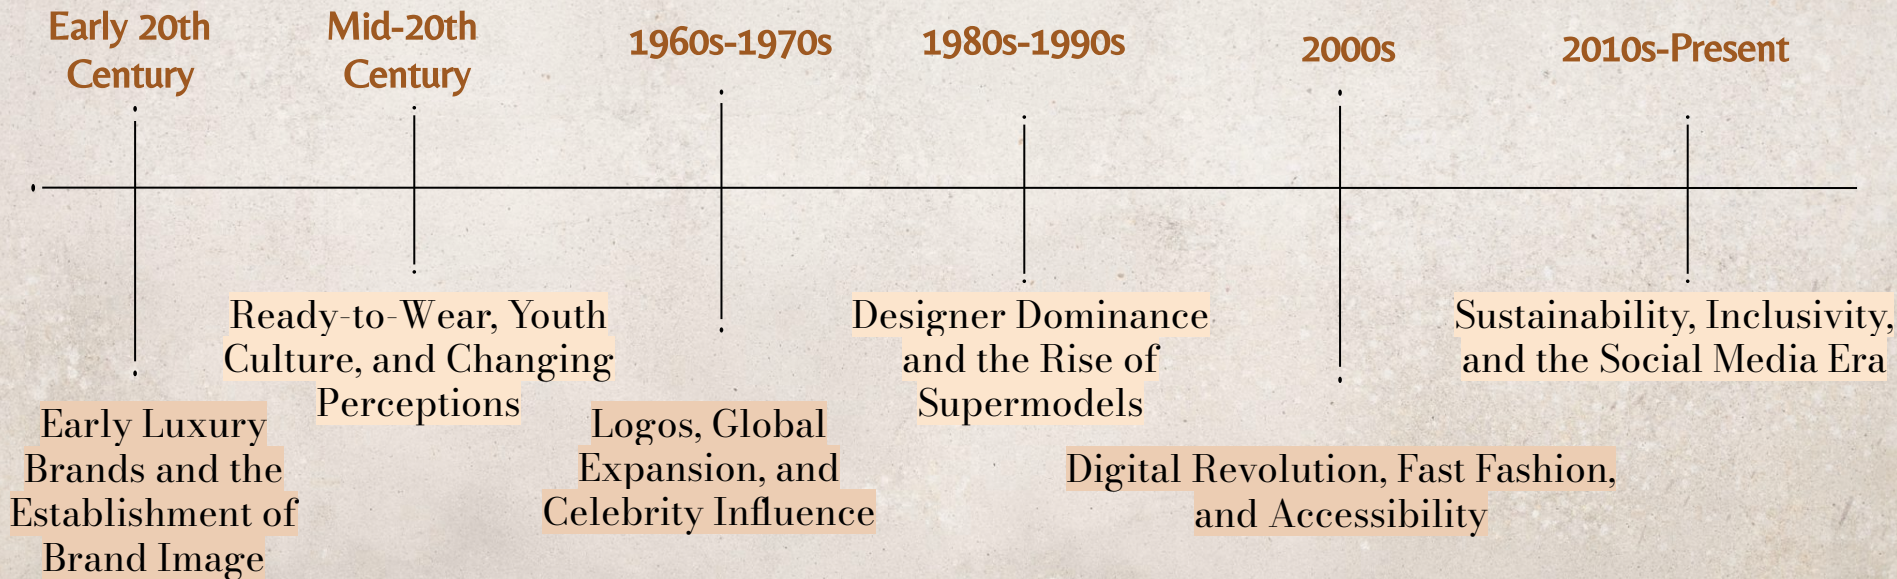 Early 20th
Century
Mid-20th
Century
1960s-1970s
1980s-1990s
2000s
2010s-Present
Early Luxury
Brands and the
Establishment of
Brand Image
Ready-to-Wear, Youth
Culture, and Changing
Perceptions
Logos, Global
Expansion, and
Celebrity Influence
Designer Dominance
and the Rise of
Supermodels
Digital Revolution, Fast Fashion,
and Accessibility
Sustainability, Inclusivity,
and the Social Media Era